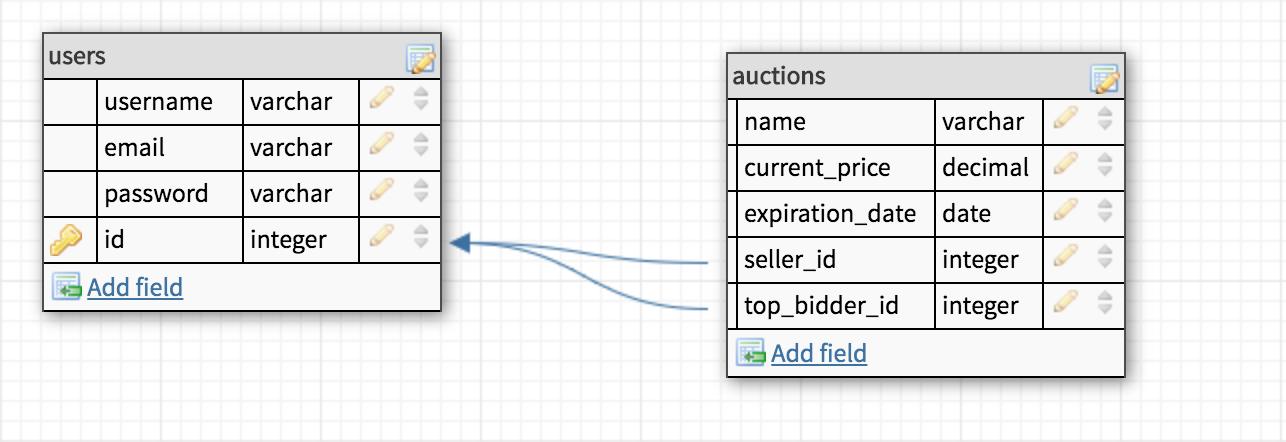 users
username varchar
email varchar
password varchar
id integer
Add field
auctions
name varchar
current_price decimal
expiration_date date
seller_id integer
top_bidder_id integer
Add field